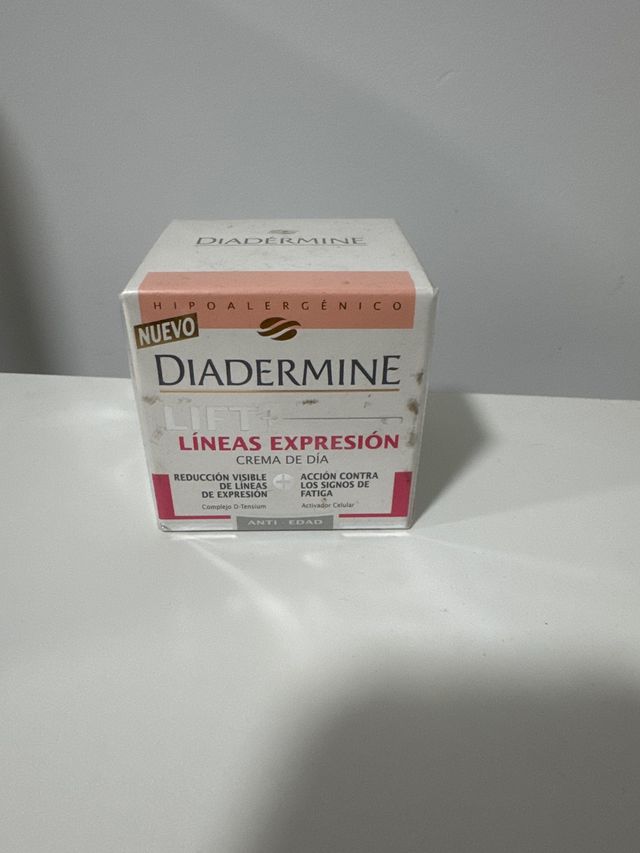 DIADERMINE
HIPOALERGÉNICO
NUEVO
DIADERMINE
LIFT+
LÍNEAS EXPRESIÓN
CREMA DE DÍA
REDUCCIÓN VISIBLE
DE LÍNEAS
DE EXPRESIÓN
Complejo D-Tensium
+
ACCIÓN CONTRA
LOS SIGNOS DE
FATIGA
Activador Celular
ANTI - EDAD